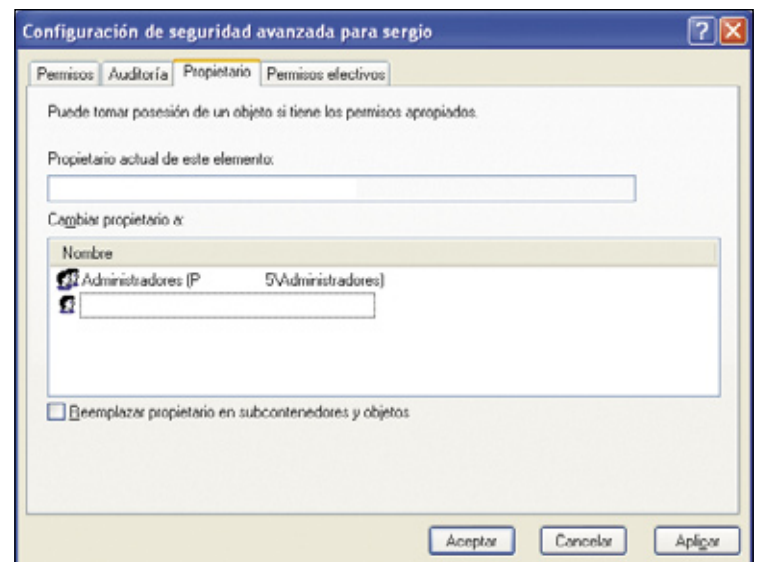 Configuración de seguridad avanzada para sergio
Permisos Auditoría Propietario Permisos efectivos
Puede tomar posesión de un objeto si tiene los permisos apropiados.
Propietario actual de este elemento:
Cambiar propietario a:
Nombre
Administradores (P 5\Administradores)
Reemplazar propietario en subcontenedores y objetos
Aceptar Cancelar Aplicar